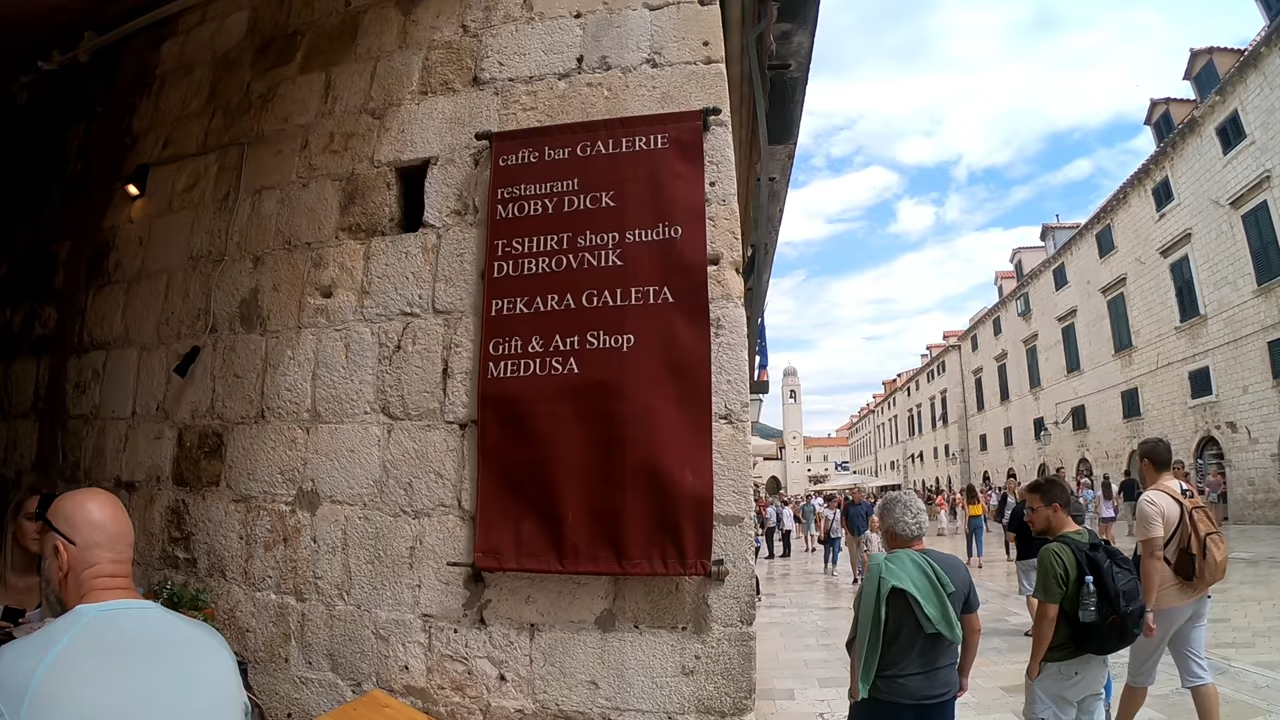 caffe bar GALERIE
restaurant
MOBY DICK
T-SHIRT shop studio
DUBROVNIK
PEKARA GALETA
Gift & Art Shop
MEDUSA